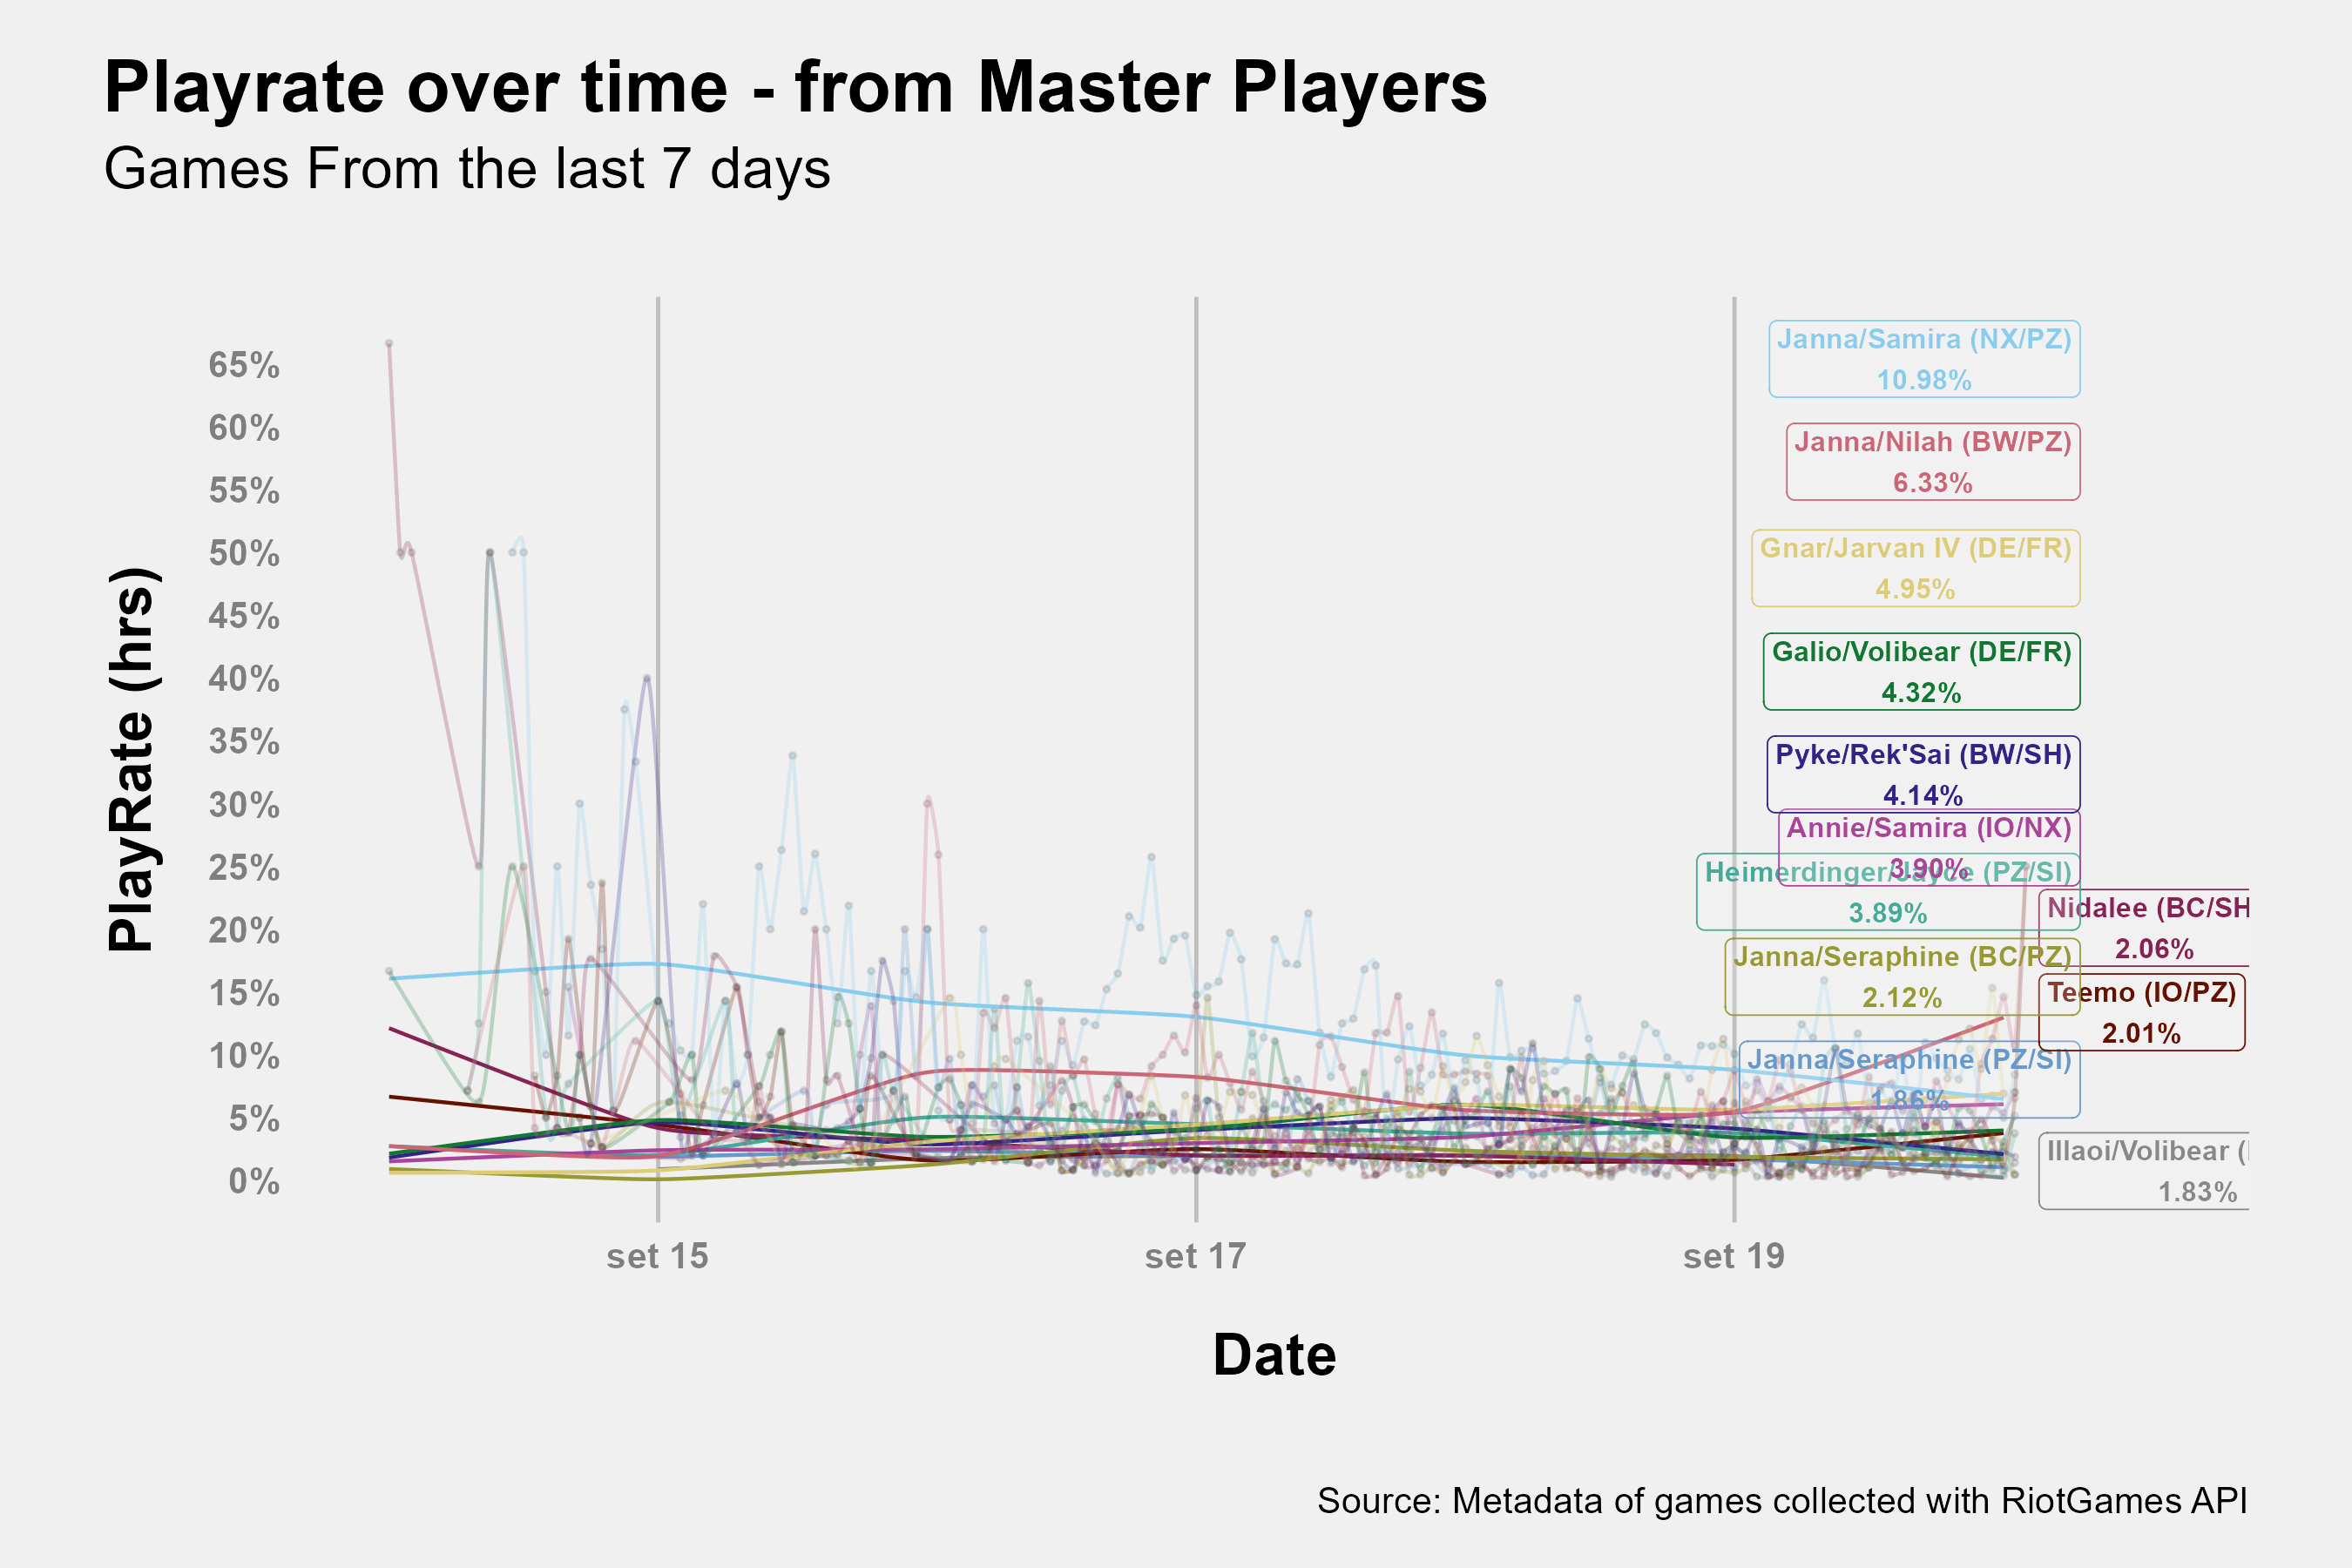 Playrate over time - from Master Players
Games From the last 7 days
PlayRate (hrs)
65%
60%
55%
50%
45%
40%
35%
30%
25%
20%
15%
10%
5%
0%
Janna/Samira (NX/PZ)
10.98%
Janna/Nilah (BW/PZ)
6.33%
Gnar/Jarvan IV (DE/FR)
4.95%
Galio/Volibear (DE/FR)
4.32%
Pyke/Rek'Sai (BW/SH)
4.14%
Annie/Samira (IO/NX)
3.90%
Heimerdinger/Jayce (PZ/SI)
3.89%
Nidalee (BC/SH
2.06%
Janna/Seraphine (BC/PZ)
2.12%
Teemo (IO/PZ)
2.01%
Janna/Seraphine (PZ/SI)
1.86%
Illaoi/Volibear (
1.83%
set 15
set 17
set 19
Date
Source: Metadata of games collected with RiotGames API